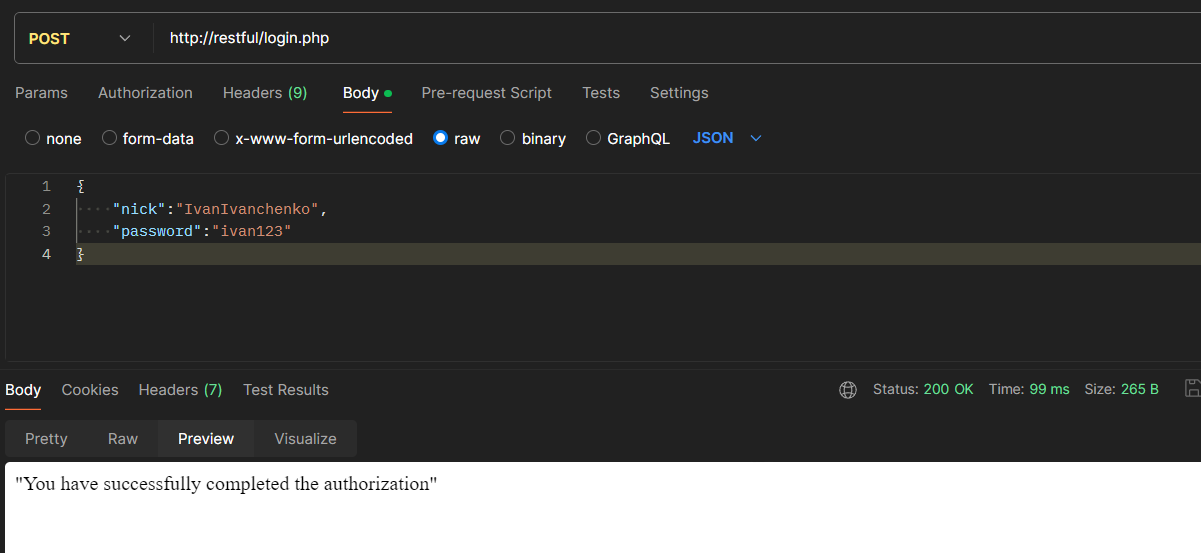 POST http://restful/login.php
Params Authorization Headers (9) Body Pre-request Script Tests Settings
none form-data x-www-form-urlencoded raw binary GraphQL JSON
1 {
2 "nick":"IvanIvanchenko",
3 "password":"ivan123"
4 }
Body Cookies Headers (7) Test Results Status: 200 OK Time: 99 ms Size: 265 B
Pretty Raw Preview Visualize
"You have successfully completed the authorization"